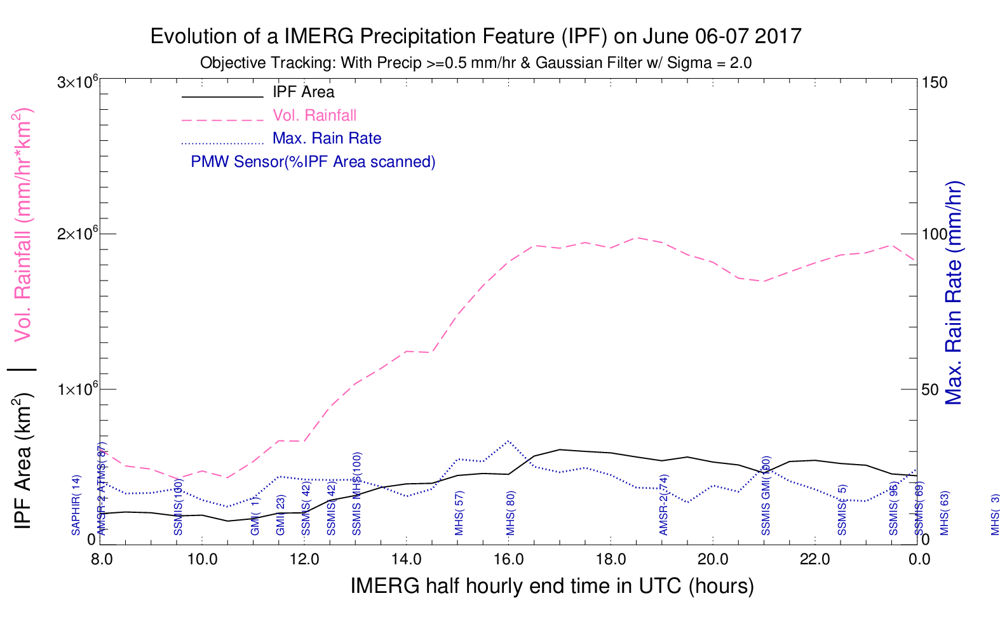 Evolution of a IMERG Precipitation Feature (IPF) on June 06-07 2017
Objective Tracking: With Precip >=0.5 mm/hr & Gaussian Filter w/ Sigma = 2.0
IPF Area
Vol. Rainfall
Max. Rain Rate
PMW Sensor(%IPF Area scanned)
IPF Area (km²) | Vol. Rainfall (mm/hr*km²)
3×10⁶
2×10⁶
1×10⁶
0
150
100
50
0
Max. Rain Rate (mm/hr)
SAPHIR( 14)
AMSR-2 ATMS( 87)
SSMIS(100)
GMI( 1)
GMI( 23)
SSMIS( 42)
SSMIS( 42)
SSMIS MHS(100)
MHS( 57)
MHS( 80)
AMSR-2( 74)
SSMIS GMI(100)
SSMIS( 5)
SSMIS( 96)
SSMIS( 69)
MHS( 63)
MHS( 3)
8.0 10.0 12.0 14.0 16.0 18.0 20.0 22.0 0.0
IMERG half hourly end time in UTC (hours)